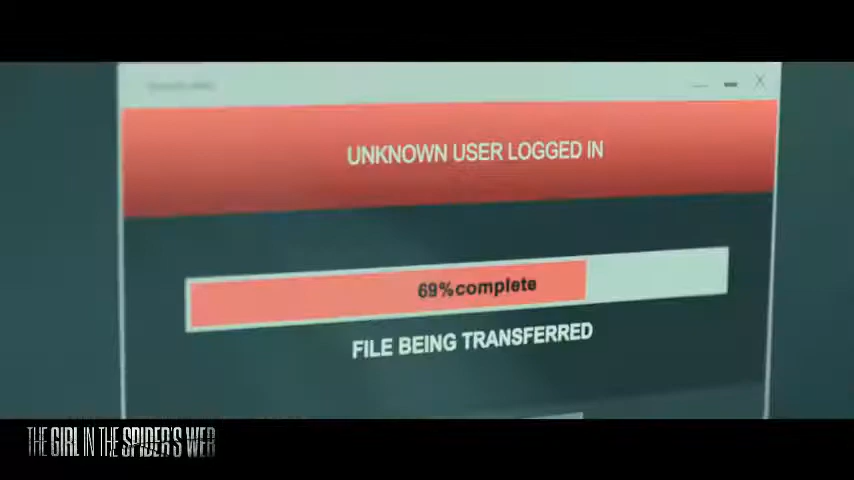 UNKNOWN USER LOGGED IN
69%complete
FILE BEING TRANSFERRED
THE GIRL IN THE SPIDER'S WEB